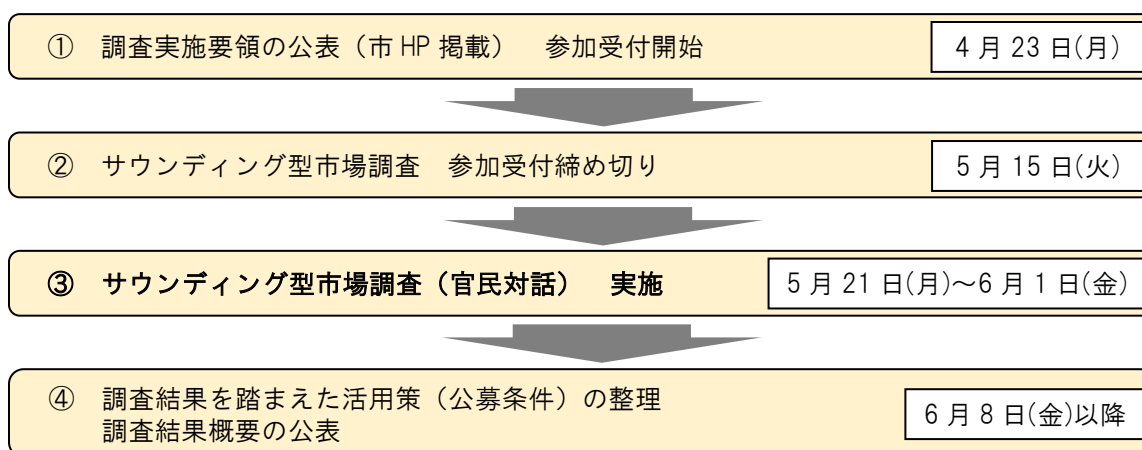 ① 調査実施要領の公表（市 HP 掲載）　参加受付開始　4 月 23 日(月)
② サウンディング型市場調査　参加受付締め切り　5 月 15 日(火)
③ サウンディング型市場調査（官民対話）　実施　5 月 21 日(月)～6 月 1 日(金)
④ 調査結果を踏まえた活用策（公募条件）の整理
調査結果概要の公表　6 月 8 日(金)以降